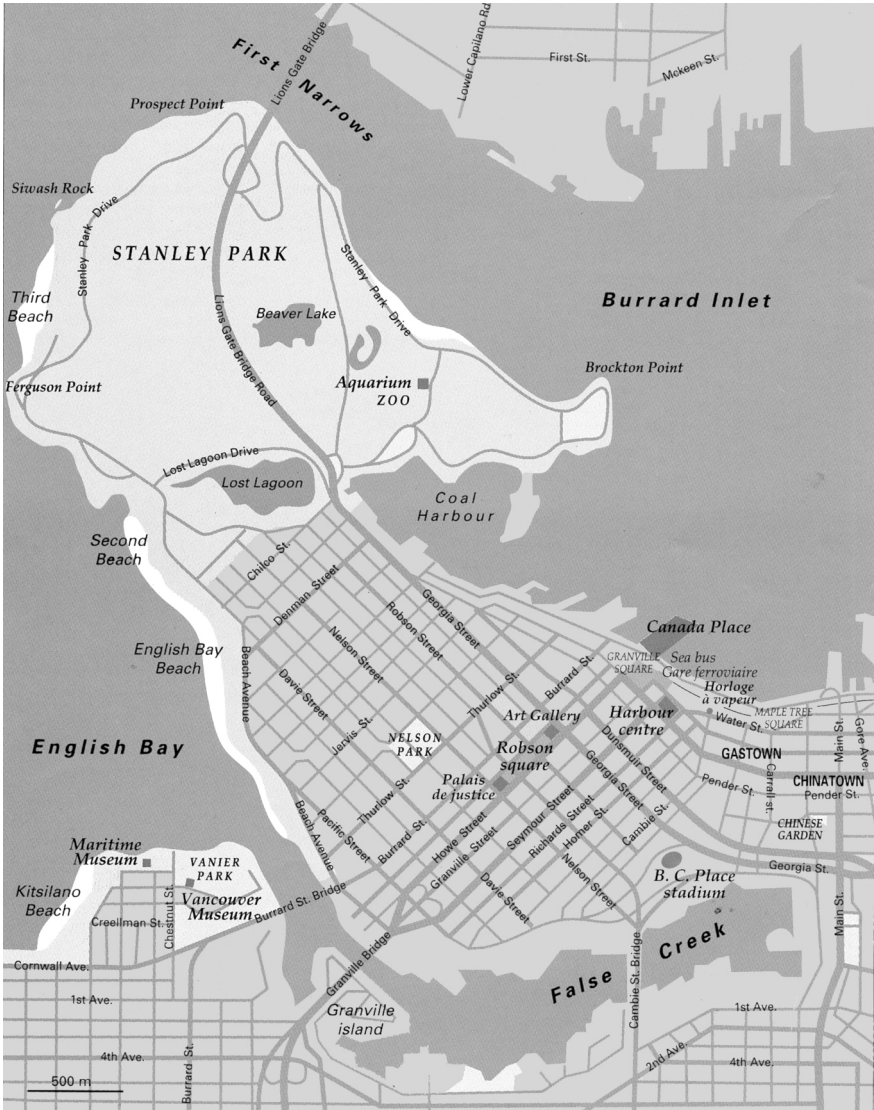 First Narrows
Lions Gate Bridge
Lower Capilano Rd
First St.
Mckeen St.
Prospect Point
Siwash Rock
Stanley Park Drive
STANLEY PARK
Stanley Park Drive
Third
Beach
Lions Gate Bridge Road
Beaver Lake
Burrard Inlet
Ferguson Point
Aquarium
ZOO
Brockton Point
Lost Lagoon Drive
Lost Lagoon
Coal
Harbour
Second
Beach
Chilco St.
Denman Street
Robson Street
Georgia Street
Nelson Street
English Bay
Beach
Beach Avenue
Davie Street
Jervis St.
NELSON
PARK
Thurlow St.
Burrard St.
Canada Place
GRANVILLE
SQUARE
Sea bus
Gare ferroviaire
Horloge
à vapeur
MAPLE TREE
SQUARE
Art Gallery
Harbour
centre
Water St.
Main St.
Gore Ave.
English Bay
Robson
square
Palais
de justice
Dunsmuir Street
Georgia Street
GASTOWN
CHINATOWN
Pender St.
Carrall st.
Pender St.
CHINESE
GARDEN
Thurlow St.
Pacific Street
Beach Avenue
Burrard St.
Howe Street
Granville Street
Seymour Street
Richards Street
Homer St.
Cambie St.
Nelson Street
Davie Street
Georgia St.
B. C. Place
stadium
Maritime
Museum
VANIER
PARK
Vancouver
Museum
Kitsilano
Beach
Creellman St.
Chestnut St.
Burrard St. Bridge
Main St.
Cornwall Ave.
Granville Bridge
False Creek
Cambie St. Bridge
1st Ave.
Granville
island
1st Ave.
4th Ave.
Burrard St.
2nd Ave.
4th Ave.
500 m